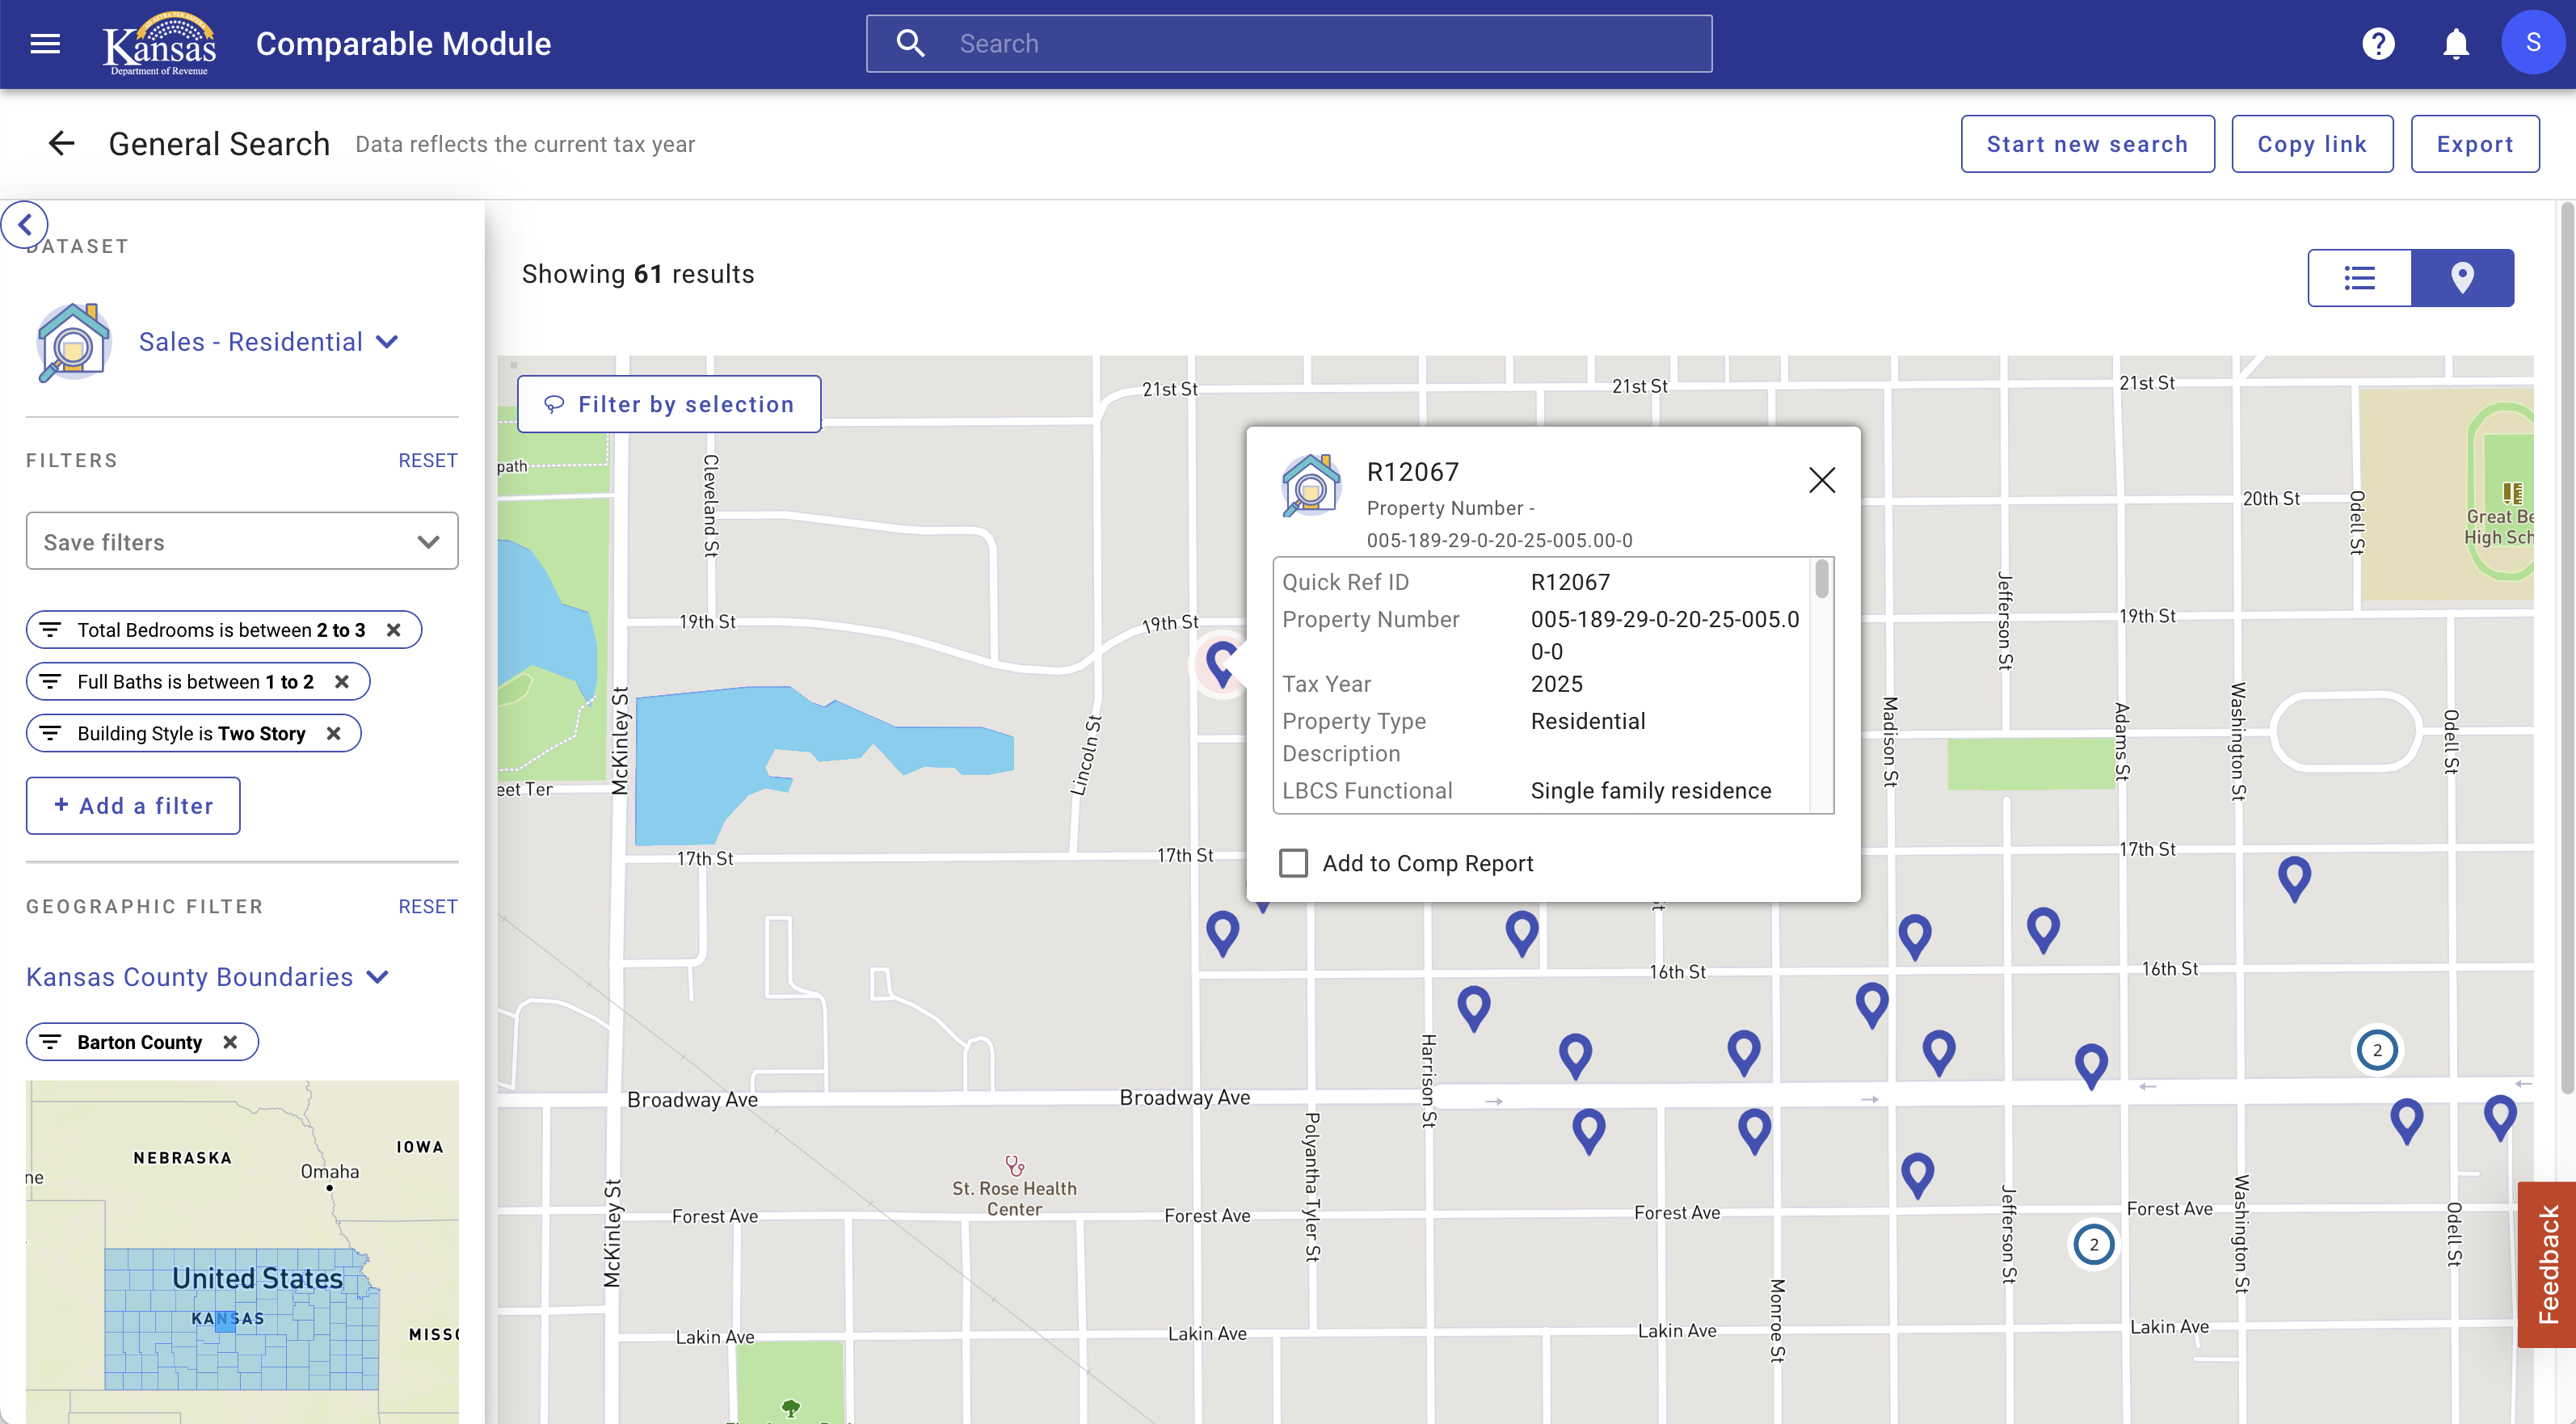 Kansas
Department of Revenue
Comparable Module
Search
S
General Search
Data reflects the current tax year
Start new search
Copy link
Export
DATASET
Sales - Residential
FILTERS
RESET
Save filters
Total Bedrooms is between 2 to 3
Full Baths is between 1 to 2
Building Style is Two Story
+ Add a filter
GEOGRAPHIC FILTER
RESET
Kansas County Boundaries
Barton County
NEBRASKA
IOWA
Omaha
ne
United States
KANSAS
MISSO
Showing 61 results
Filter by selection
21st St
21st St
21st St
path
Cleveland St
20th St
Odell St
Great Be
High Sch
19th St
19th St
19th St
Jefferson St
McKinley St
Lincoln St
Madison St
Adams St
Washington St
Odell St
eet Ter
17th St
17th St
17th St
R12067
Property Number -
005-189-29-0-20-25-005.00-0
Quick Ref ID
R12067
Property Number
005-189-29-0-20-25-005.0
0-0
Tax Year
2025
Property Type
Description
Residential
LBCS Functional
Single family residence
Add to Comp Report
St
16th St
16th St
Harrison St
2
Broadway Ave
Broadway Ave
Polyantha Tyler St
St. Rose Health
Center
McKinley St
Forest Ave
Forest Ave
Forest Ave
Forest Ave
Jefferson St
2
Washington St
Odell St
Monroe St
Lakin Ave
Lakin Ave
Lakin Ave
Lakin Ave
Feedback